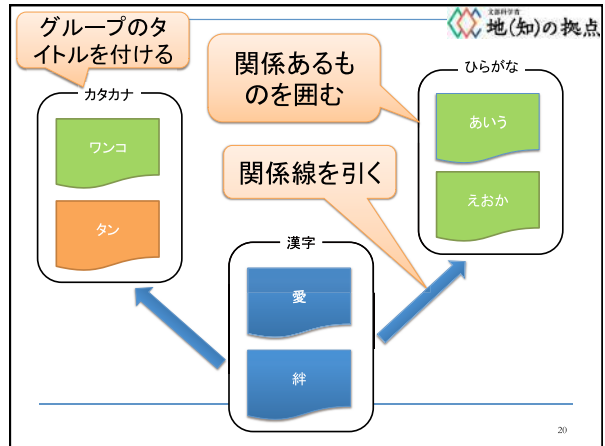 グループのタ
イトルを付ける
文部科学省
地(知)の拠点
関係あるも
のを囲む
ひらがな
カタカナ
あいう
ワンコ
関係線を引く
えおか
タン
漢字
愛
絆
20